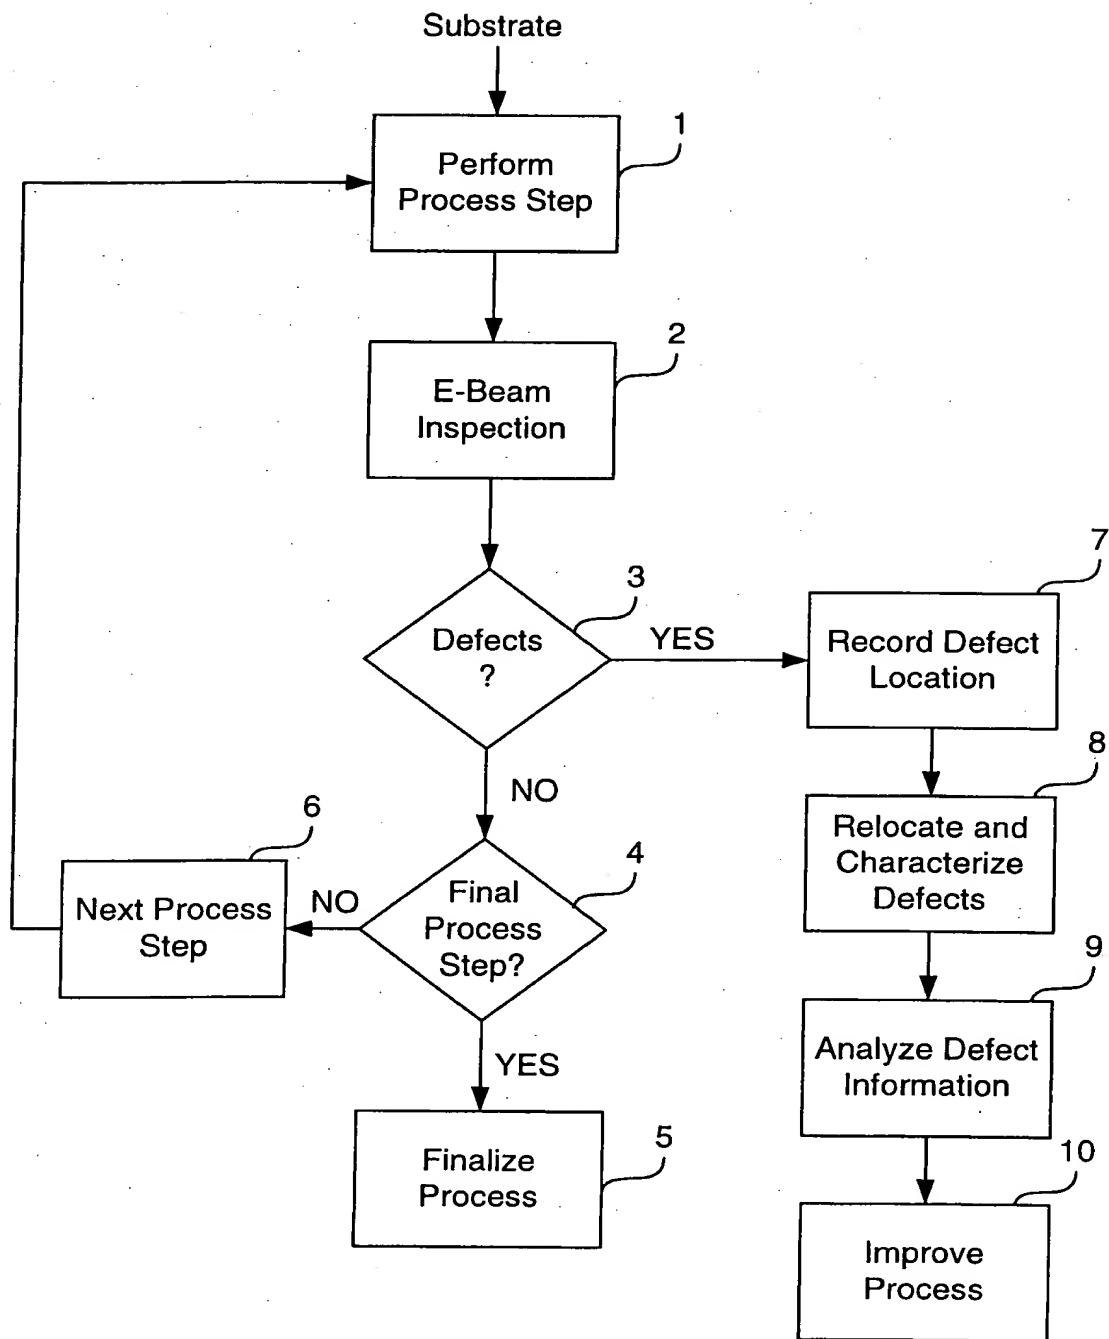 Substrate
1
Perform
Process Step
2
E-Beam
Inspection
3
Defects
?
YES
7
Record Defect
Location
NO
8
Relocate and
Characterize
Defects
6
Next Process
Step
NO
4
Final
Process
Step?
9
Analyze Defect
Information
YES
5
Finalize
Process
10
Improve
Process